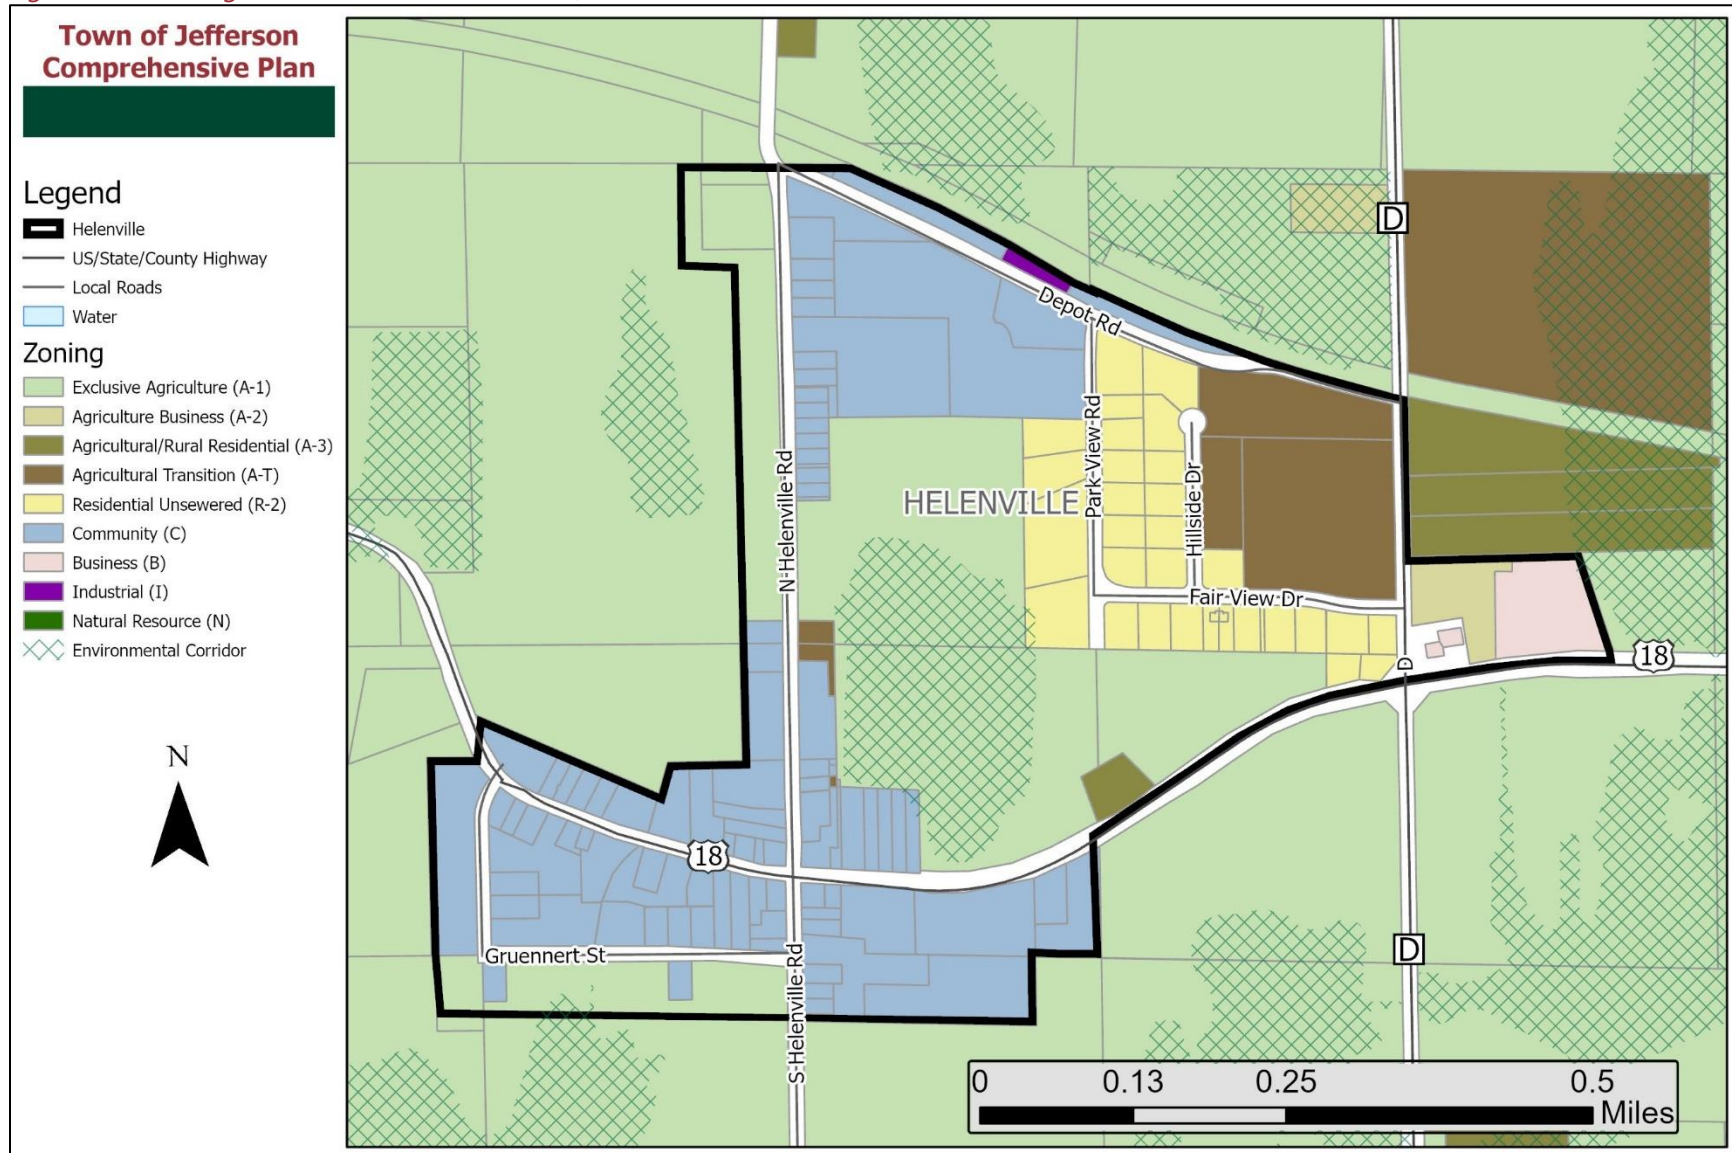 Town of Jefferson
Comprehensive Plan
Legend
Helenville
US/State/County Highway
Local Roads
Water
Zoning
Exclusive Agriculture (A-1)
Agriculture Business (A-2)
Agricultural/Rural Residential (A-3)
Agricultural Transition (A-T)
Residential Unsewered (R-2)
Community (C)
Business (B)
Industrial (I)
Natural Resource (N)
Environmental Corridor
N
D
Depot Rd
N Helenville Rd
Park View Rd
Hillside Dr
HELENVILLE
Fair View Dr
D
18
18
Gruennert St
S Helenville Rd
D
0 0.13 0.25 0.5
Miles